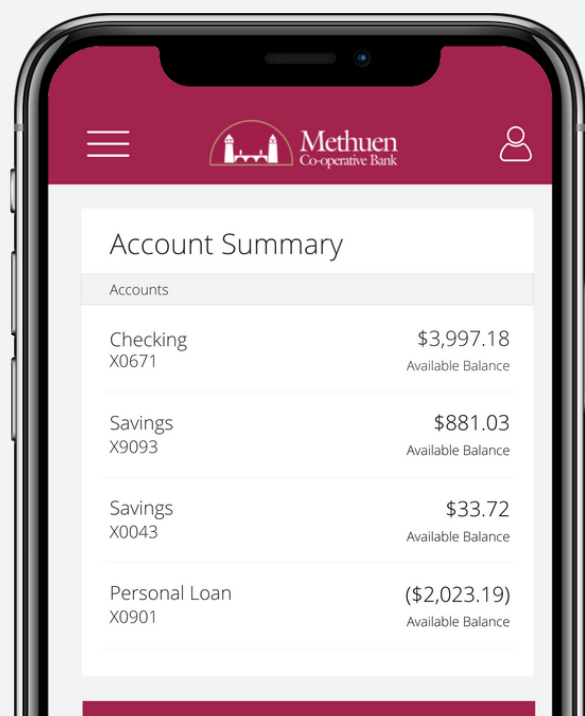 Methuen
Co-operative Bank
Account Summary
Accounts
Checking
$3,997.18
X0671
Available Balance
Savings
$881.03
X9093
Available Balance
Savings
$33.72
X0043
Available Balance
Personal Loan
($2,023.19)
X0901
Available Balance